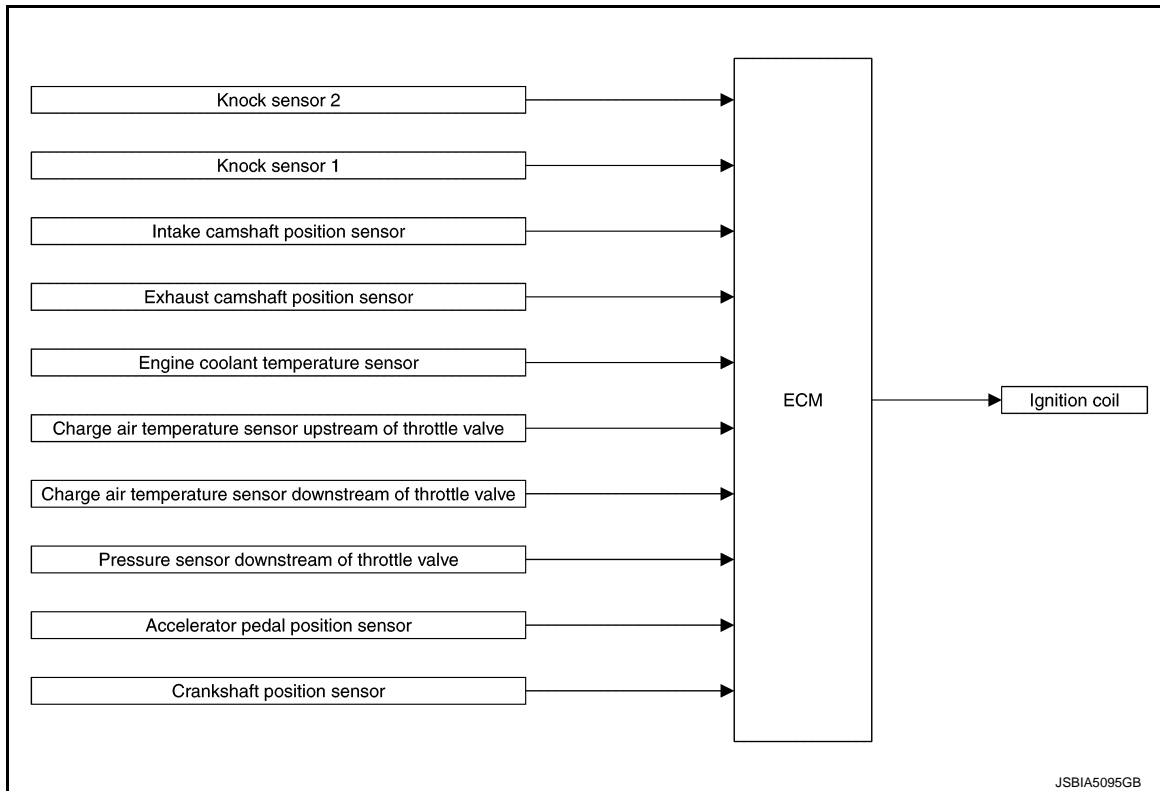 Knock sensor 2
Knock sensor 1
Intake camshaft position sensor
Exhaust camshaft position sensor
Engine coolant temperature sensor
Charge air temperature sensor upstream of throttle valve
Charge air temperature sensor downstream of throttle valve
Pressure sensor downstream of throttle valve
Accelerator pedal position sensor
Crankshaft position sensor
ECM
Ignition coil
JSBIA5095GB